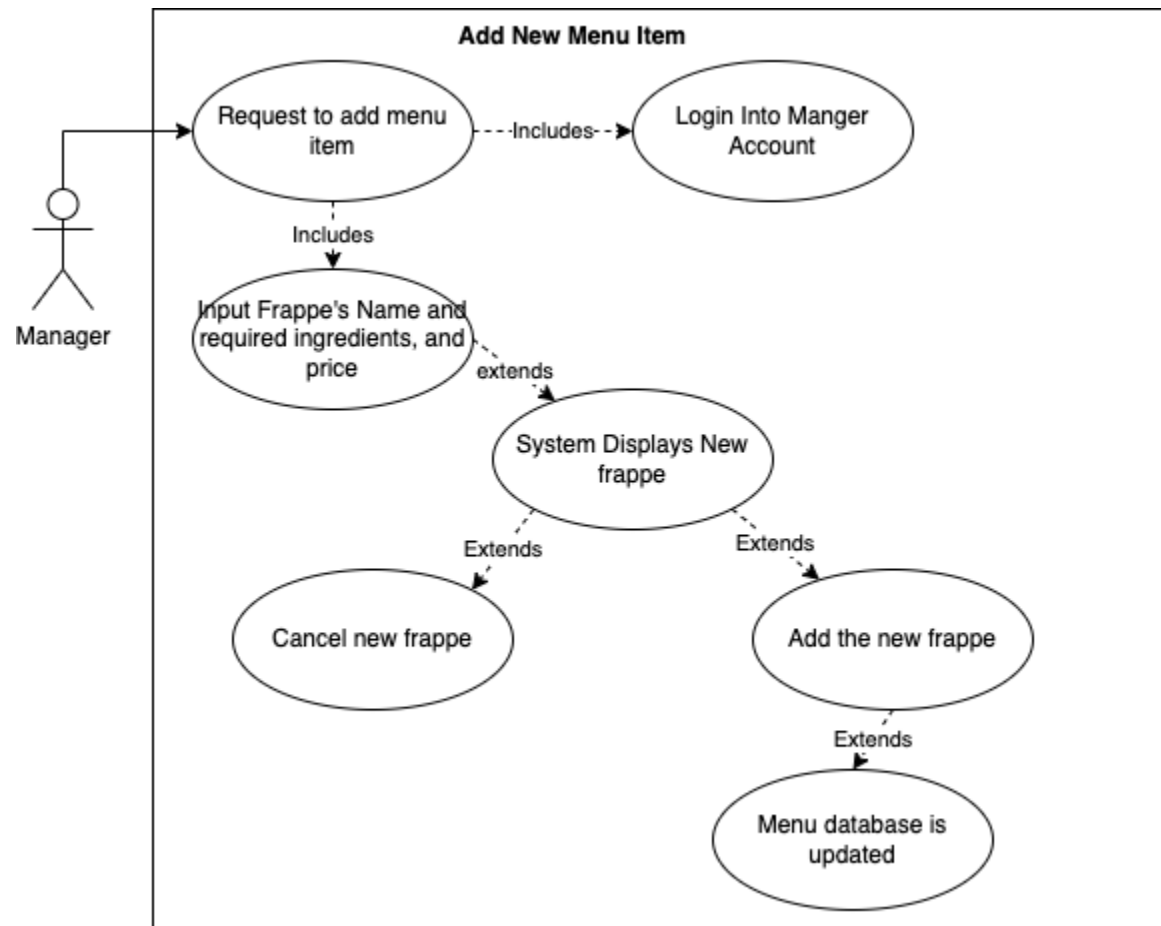 Add New Menu Item
Request to add menu
item
Includes
Login Into Manger
Account
Includes
Manager
Input Frappe's Name and
required ingredients, and
price
extends
System Displays New
frappe
Extends
Extends
Cancel new frappe
Add the new frappe
Extends
Menu database is
updated